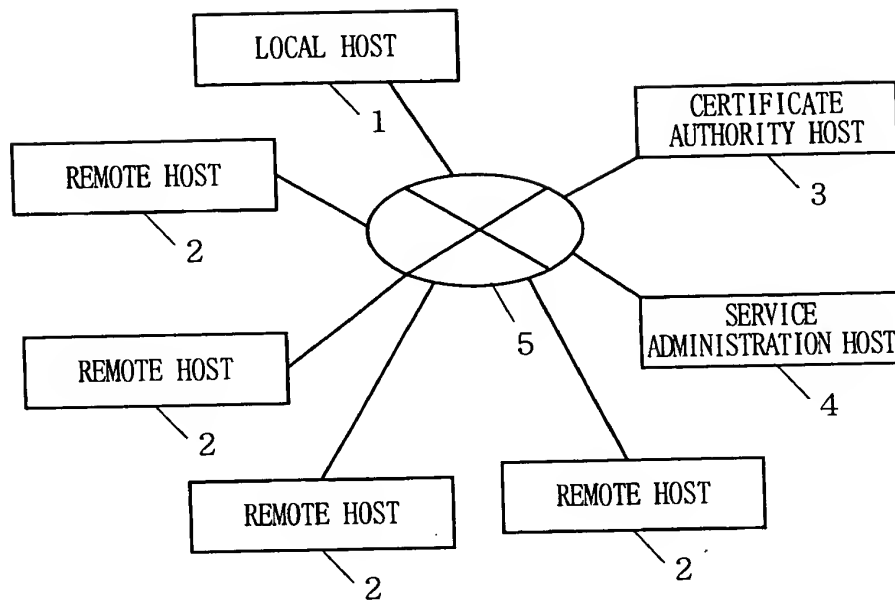 LOCAL HOST
1
CERTIFICATE
AUTHORITY HOST
3
REMOTE HOST
2
5
SERVICE
ADMINISTRATION HOST
4
REMOTE HOST
2
REMOTE HOST
2
REMOTE HOST
2